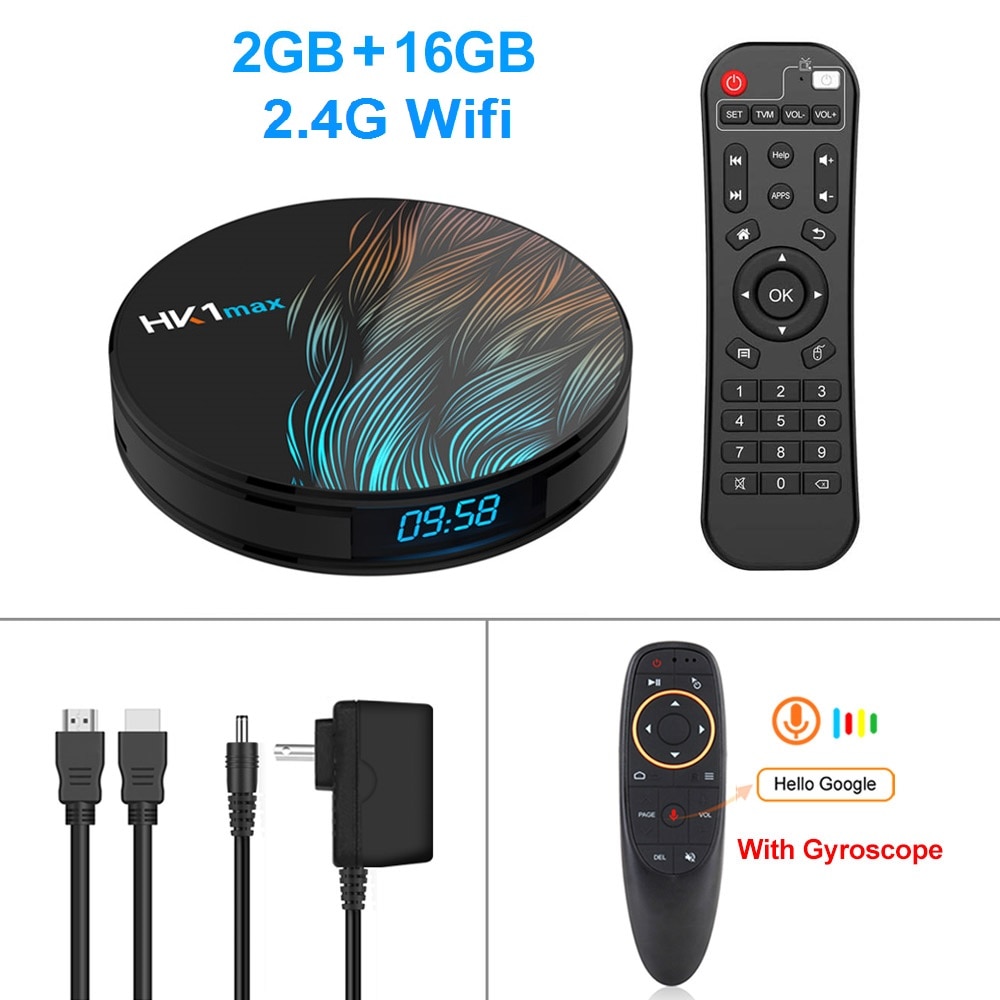 2GB+16GB
2.4G Wifi
HK1max
09:58
SET TVM VOL- VOL+
Help
APPS
OK
1 2 3
4 5 6
7 8 9
0
Hello Google
PAGE VOL
With Gyroscope
DEL